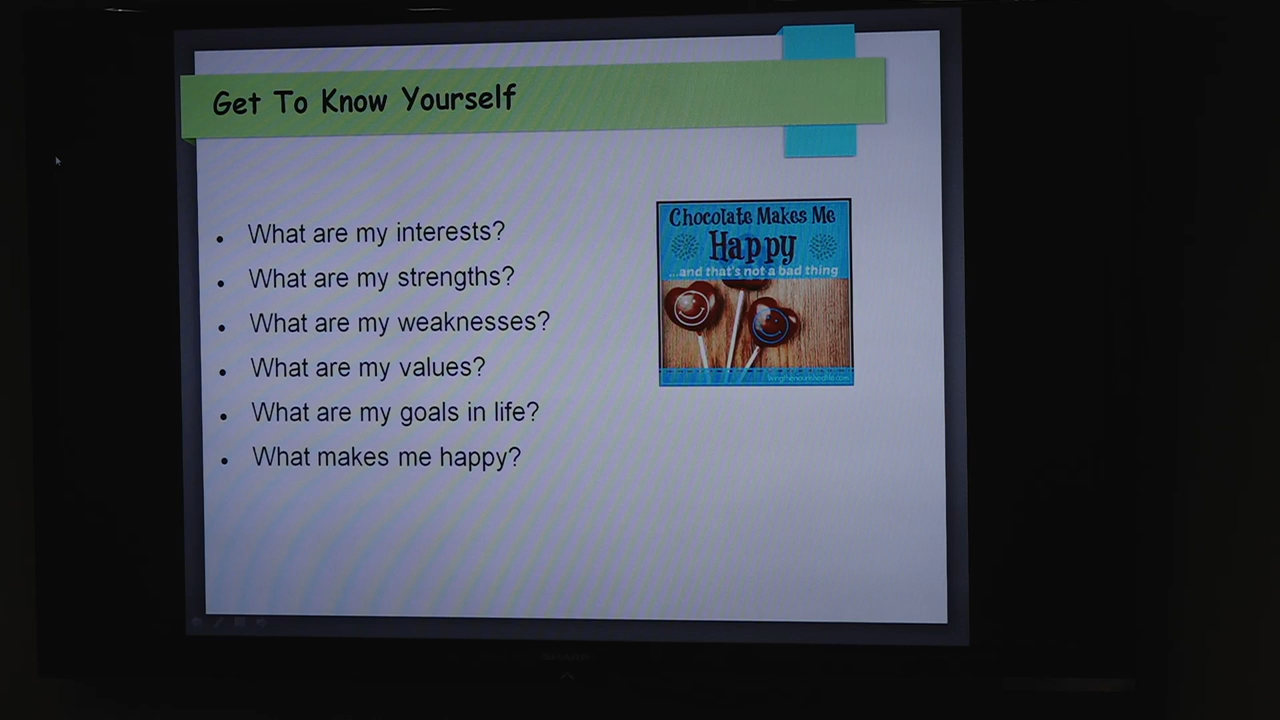 Get To Know Yourself
What are my interests?
What are my strengths?
What are my weaknesses?
What are my values?
What are my goals in life?
What makes me happy?
Chocolate Makes Me
Happy
...and that's not a bad thing